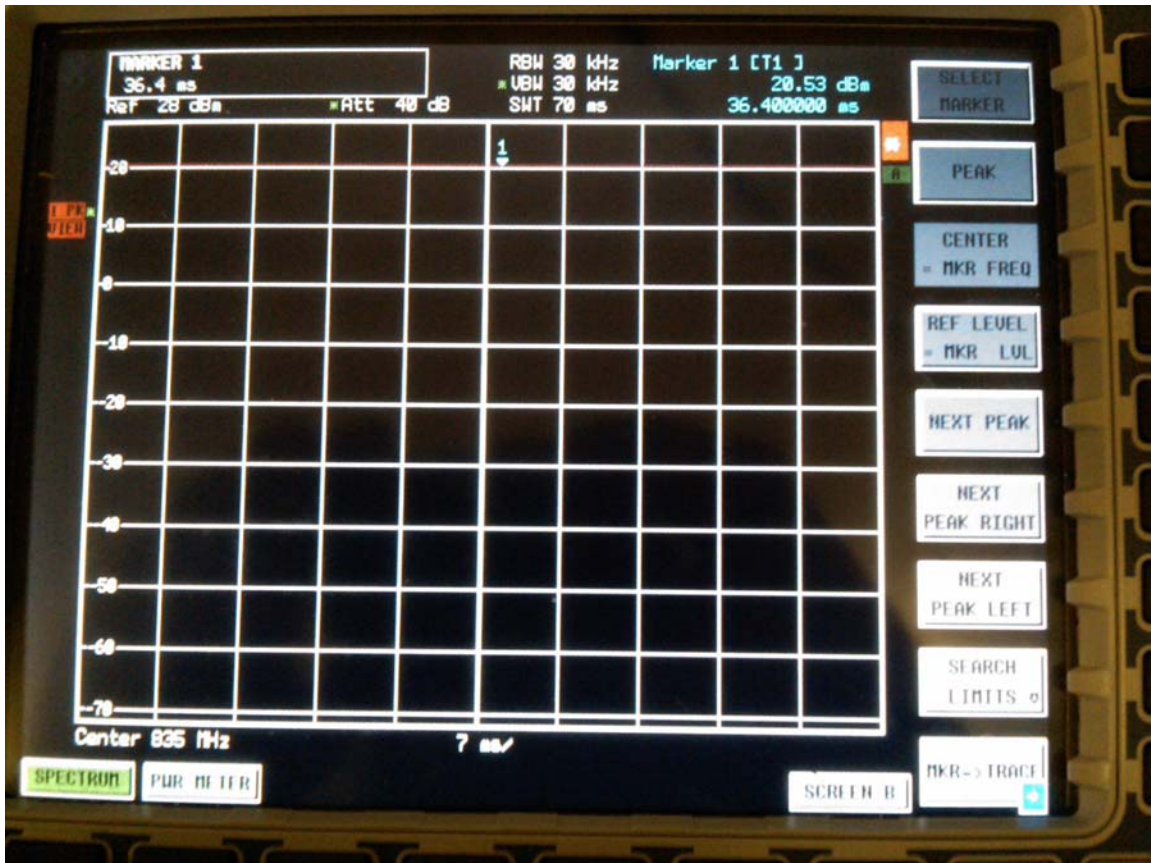 MARKER 1
36.4 ms
RBW 30 kHz
VBW 30 kHz
SWT 70 ms
Marker 1 [T1 ]
20.53 dBm
36.400000 ms
Ref 28 dBm
*Att 40 dB
1
20
10
0
-10
-20
-30
-40
-50
-60
-70
1 PK
VIEW
A
Center 835 MHz
7 ms/
SELECT
MARKER
PEAK
CENTER
= MKR FREQ
REF LEVEL
= MKR LVL
NEXT PEAK
NEXT
PEAK RIGHT
NEXT
PEAK LEFT
SEARCH
LIMITS
MKR->TRACE
SPECTRUM
PWR METER
SCREEN B